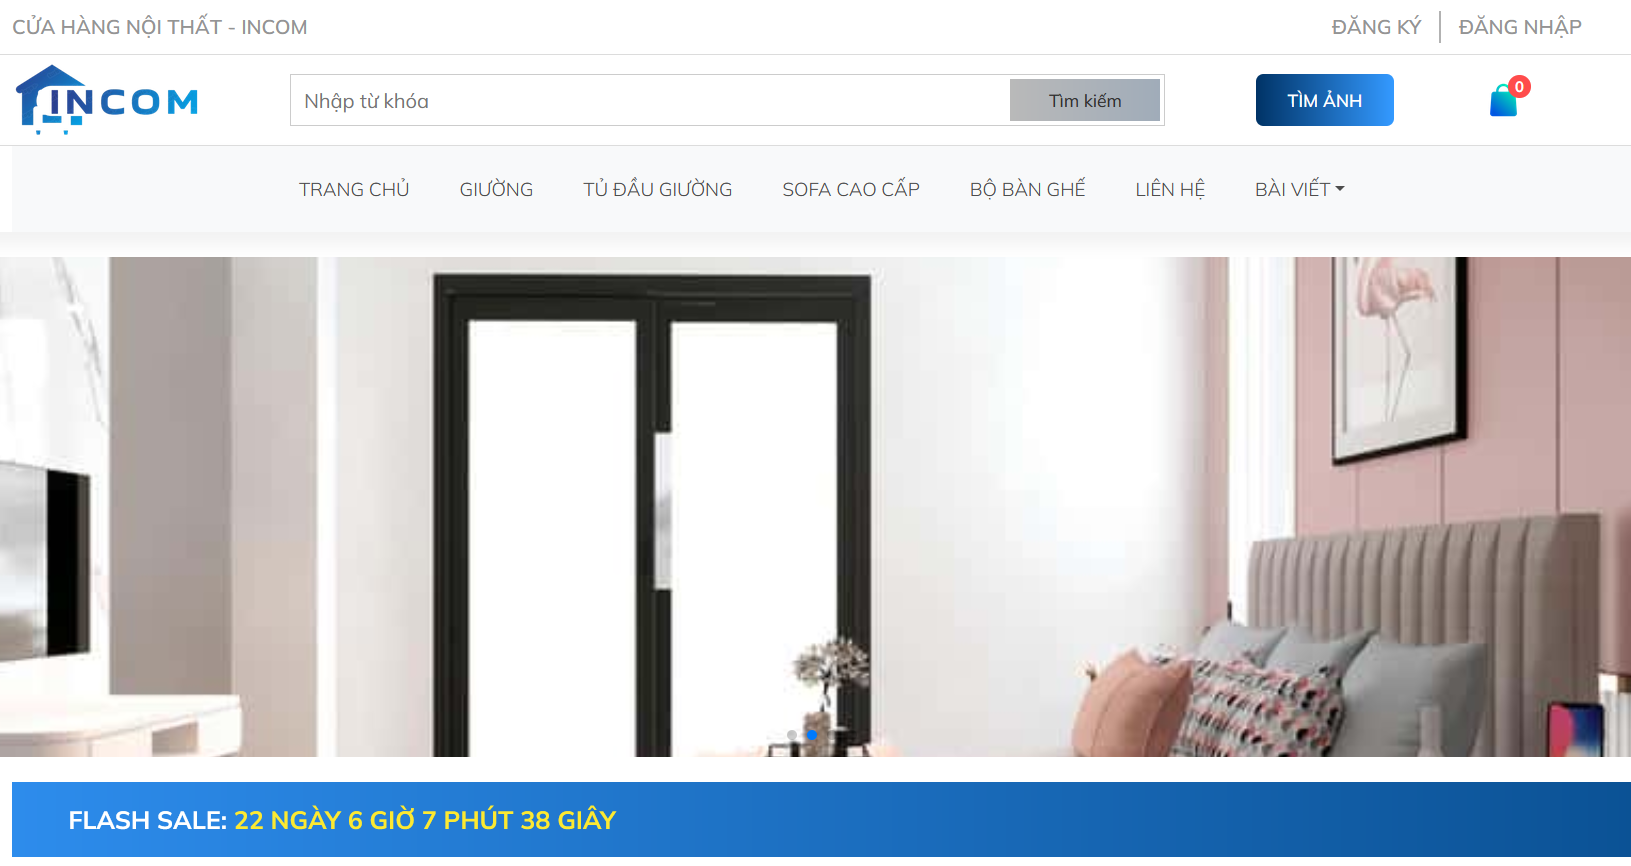 CỬA HÀNG NỘI THẤT - INCOM
ĐĂNG KÝ
ĐĂNG NHẬP
INCOM
Nhập từ khóa
Tìm kiếm
TÌM ẢNH
0
TRANG CHỦ
GIƯỜNG
TỦ ĐẦU GIƯỜNG
SOFA CAO CẤP
BỘ BÀN GHẾ
LIÊN HỆ
BÀI VIẾT
FLASH SALE: 22 NGÀY 6 GIỜ 7 PHÚT 38 GIÂY